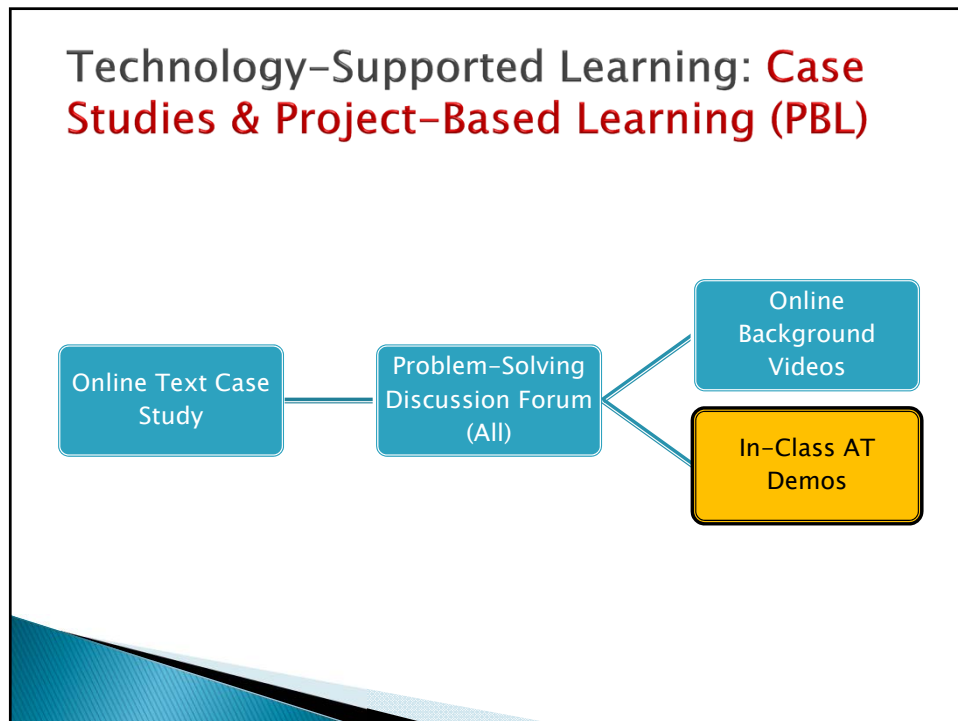 Technology-Supported Learning: Case
Studies & Project-Based Learning (PBL)
Online Text Case
Study
Problem-Solving
Discussion Forum
(All)
Online
Background
Videos
In-Class AT
Demos